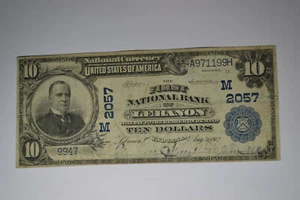 National Currency
UNITED STATES OF AMERICA
A971199H
10
10
THE
FIRST
M
NATIONAL BANK
2057
OF
M 2057
LEBANON
TEN DOLLARS
9947
10
10